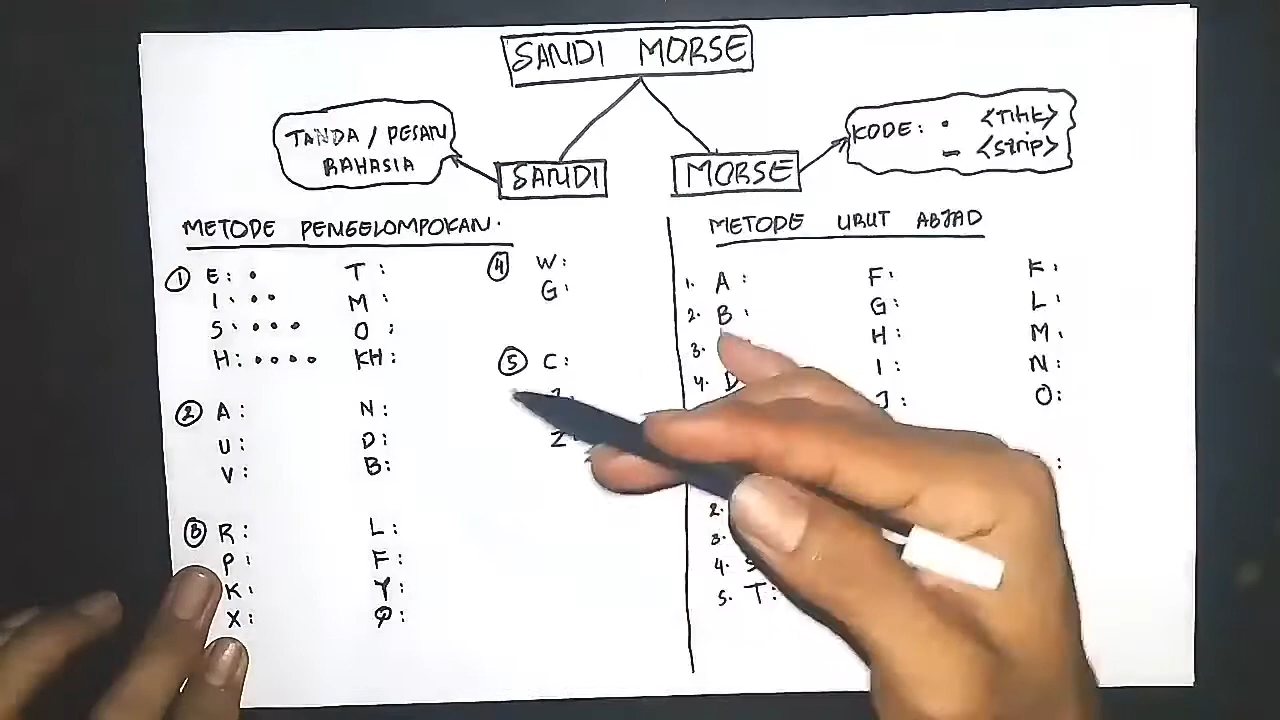 SANDI MORSE
TANDA / PESAN
RAHASIA
SANDI
MORSE
KODE: • <Titik>
– <strip>
METODE PENGELOMPOKAN.
① E: •
I: • •
S: • • •
H: • • • •
T:
M:
O:
KH:
② A:
U:
V:
N:
D:
B:
③ R:
P:
K:
X:
L:
F:
Y:
Q:
④ W:
G:
⑤ C:
Z:
METODE URUT ABJAD
1. A:
2. B:
3.
4. D
F:
G:
H:
I:
J:
K:
L:
M:
N:
O:
2.
3.
4. S
5. T: